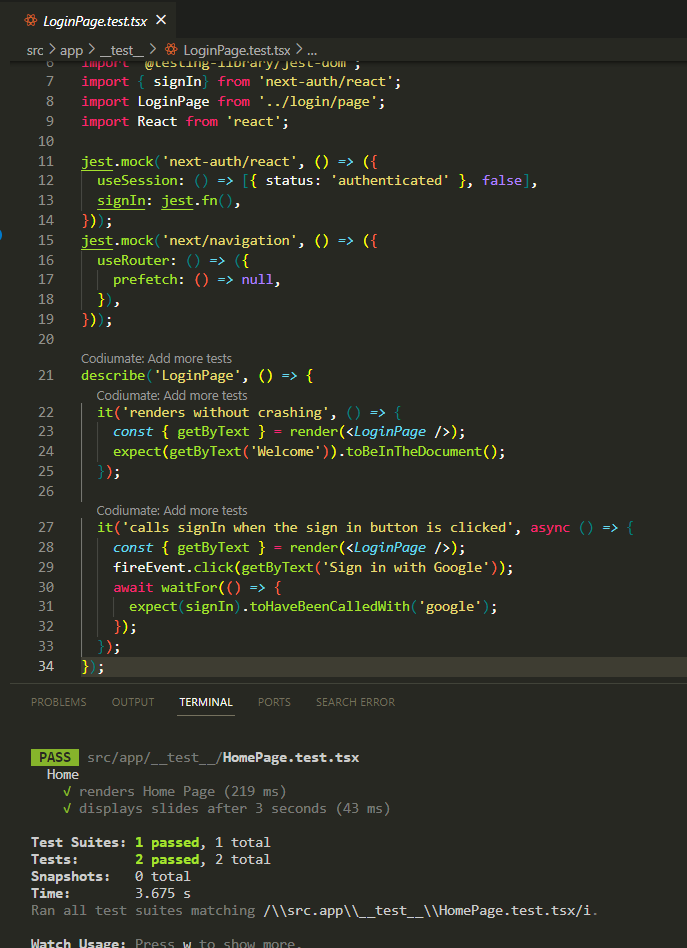 LoginPage.test.tsx ×
src > app > __test__ > LoginPage.test.tsx > ...
6 import '@testing-library/jest-dom';
7 import { signIn} from 'next-auth/react';
8 import LoginPage from '../login/page';
9 import React from 'react';
10
11 jest.mock('next-auth/react', () => ({
12   useSession: () => [{ status: 'authenticated' }, false],
13   signIn: jest.fn(),
14 }));
15 jest.mock('next/navigation', () => ({
16   useRouter: () => ({
17     prefetch: () => null,
18   }),
19 }));
20
Codiumate: Add more tests
21 describe('LoginPage', () => {
Codiumate: Add more tests
22   it('renders without crashing', () => {
23     const { getByText } = render(<LoginPage />);
24     expect(getByText('Welcome')).toBeInTheDocument();
25   });
26
Codiumate: Add more tests
27   it('calls signIn when the sign in button is clicked', async () => {
28     const { getByText } = render(<LoginPage />);
29     fireEvent.click(getByText('Sign in with Google'));
30     await waitFor(() => {
31       expect(signIn).toHaveBeenCalledWith('google');
32     });
33   });
34 });
PROBLEMS OUTPUT TERMINAL PORTS SEARCH ERROR
PASS src/app/__test__/HomePage.test.tsx
Home
√ renders Home Page (219 ms)
√ displays slides after 3 seconds (43 ms)
Test Suites: 1 passed, 1 total
Tests: 2 passed, 2 total
Snapshots: 0 total
Time: 3.675 s
Ran all test suites matching /\\src.app\\__test__\\HomePage.test.tsx/i.
Watch Usage: Press w to show more.